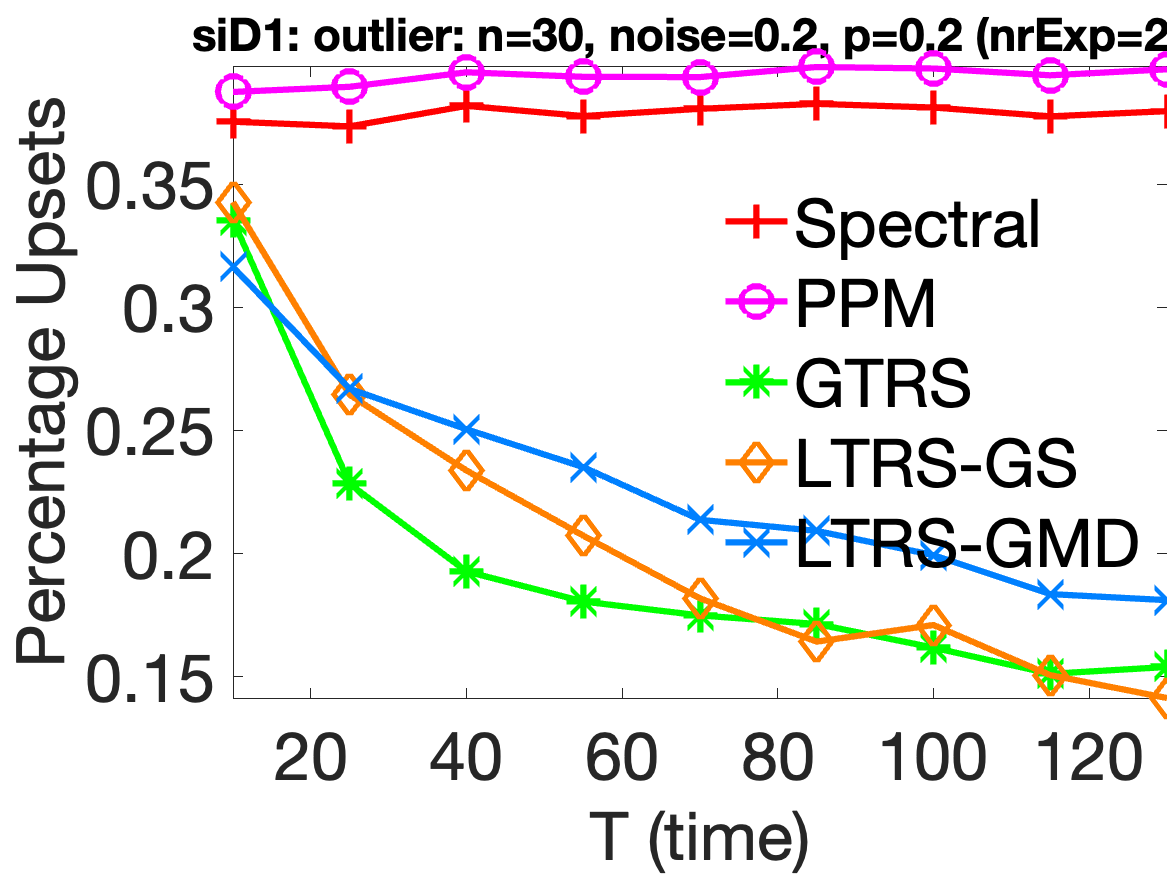 siD1: outlier: n=30, noise=0.2, p=0.2 (nrExp=2
Percentage Upsets
0.35
0.3
0.25
0.2
0.15
Spectral
PPM
GTRS
LTRS-GS
LTRS-GMD
20 40 60 80 100 120
T (time)